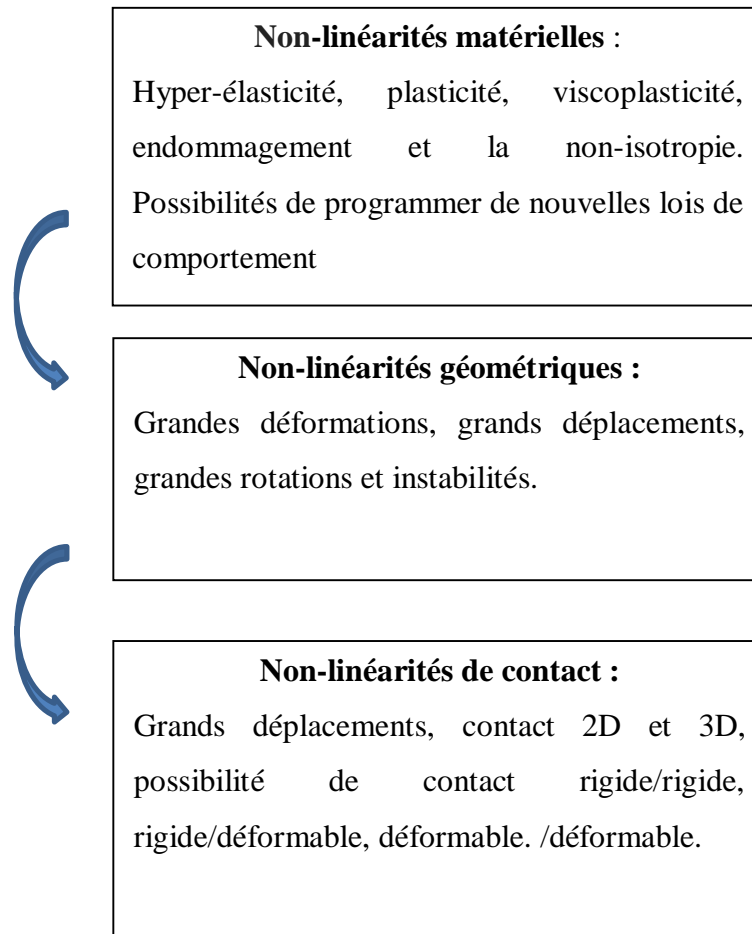 Non-linéarités matérielles :
Hyper-élasticité, plasticité, viscoplasticité,
endommagement et la non-isotropie.
Possibilités de programmer de nouvelles lois de
comportement
Non-linéarités géométriques :
Grandes déformations, grands déplacements,
grandes rotations et instabilités.
Non-linéarités de contact :
Grands déplacements, contact 2D et 3D,
possibilité de contact rigide/rigide,
rigide/déformable, déformable. /déformable.